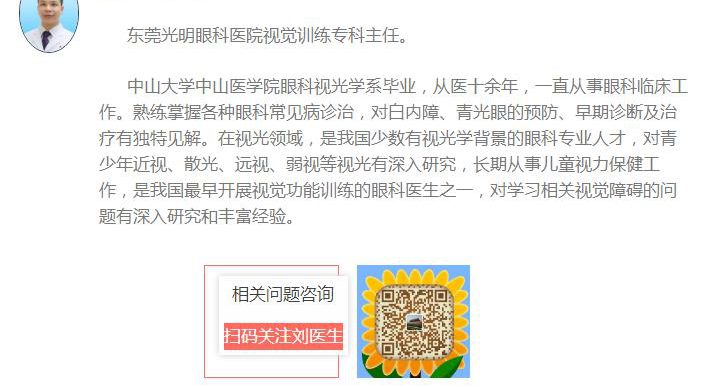 东莞光明眼科医院视觉训练专科主任。
中山大学中山医学院眼科视光学系毕业，从医十余年，一直从事眼科临床工
作。熟练掌握各种眼科常见病诊治，对白内障、青光眼的预防、早期诊断及治
疗有独特见解。在视光领域，是我国少数有视光学背景的眼科专业人才，对青
少年近视、散光、远视、弱视等视光有深入研究，长期从事儿童视力保健工
作，是我国最早开展视觉功能训练的眼科医生之一，对学习相关视觉障碍的问
题有深入研究和丰富经验。
相关问题咨询
扫码关注刘医生